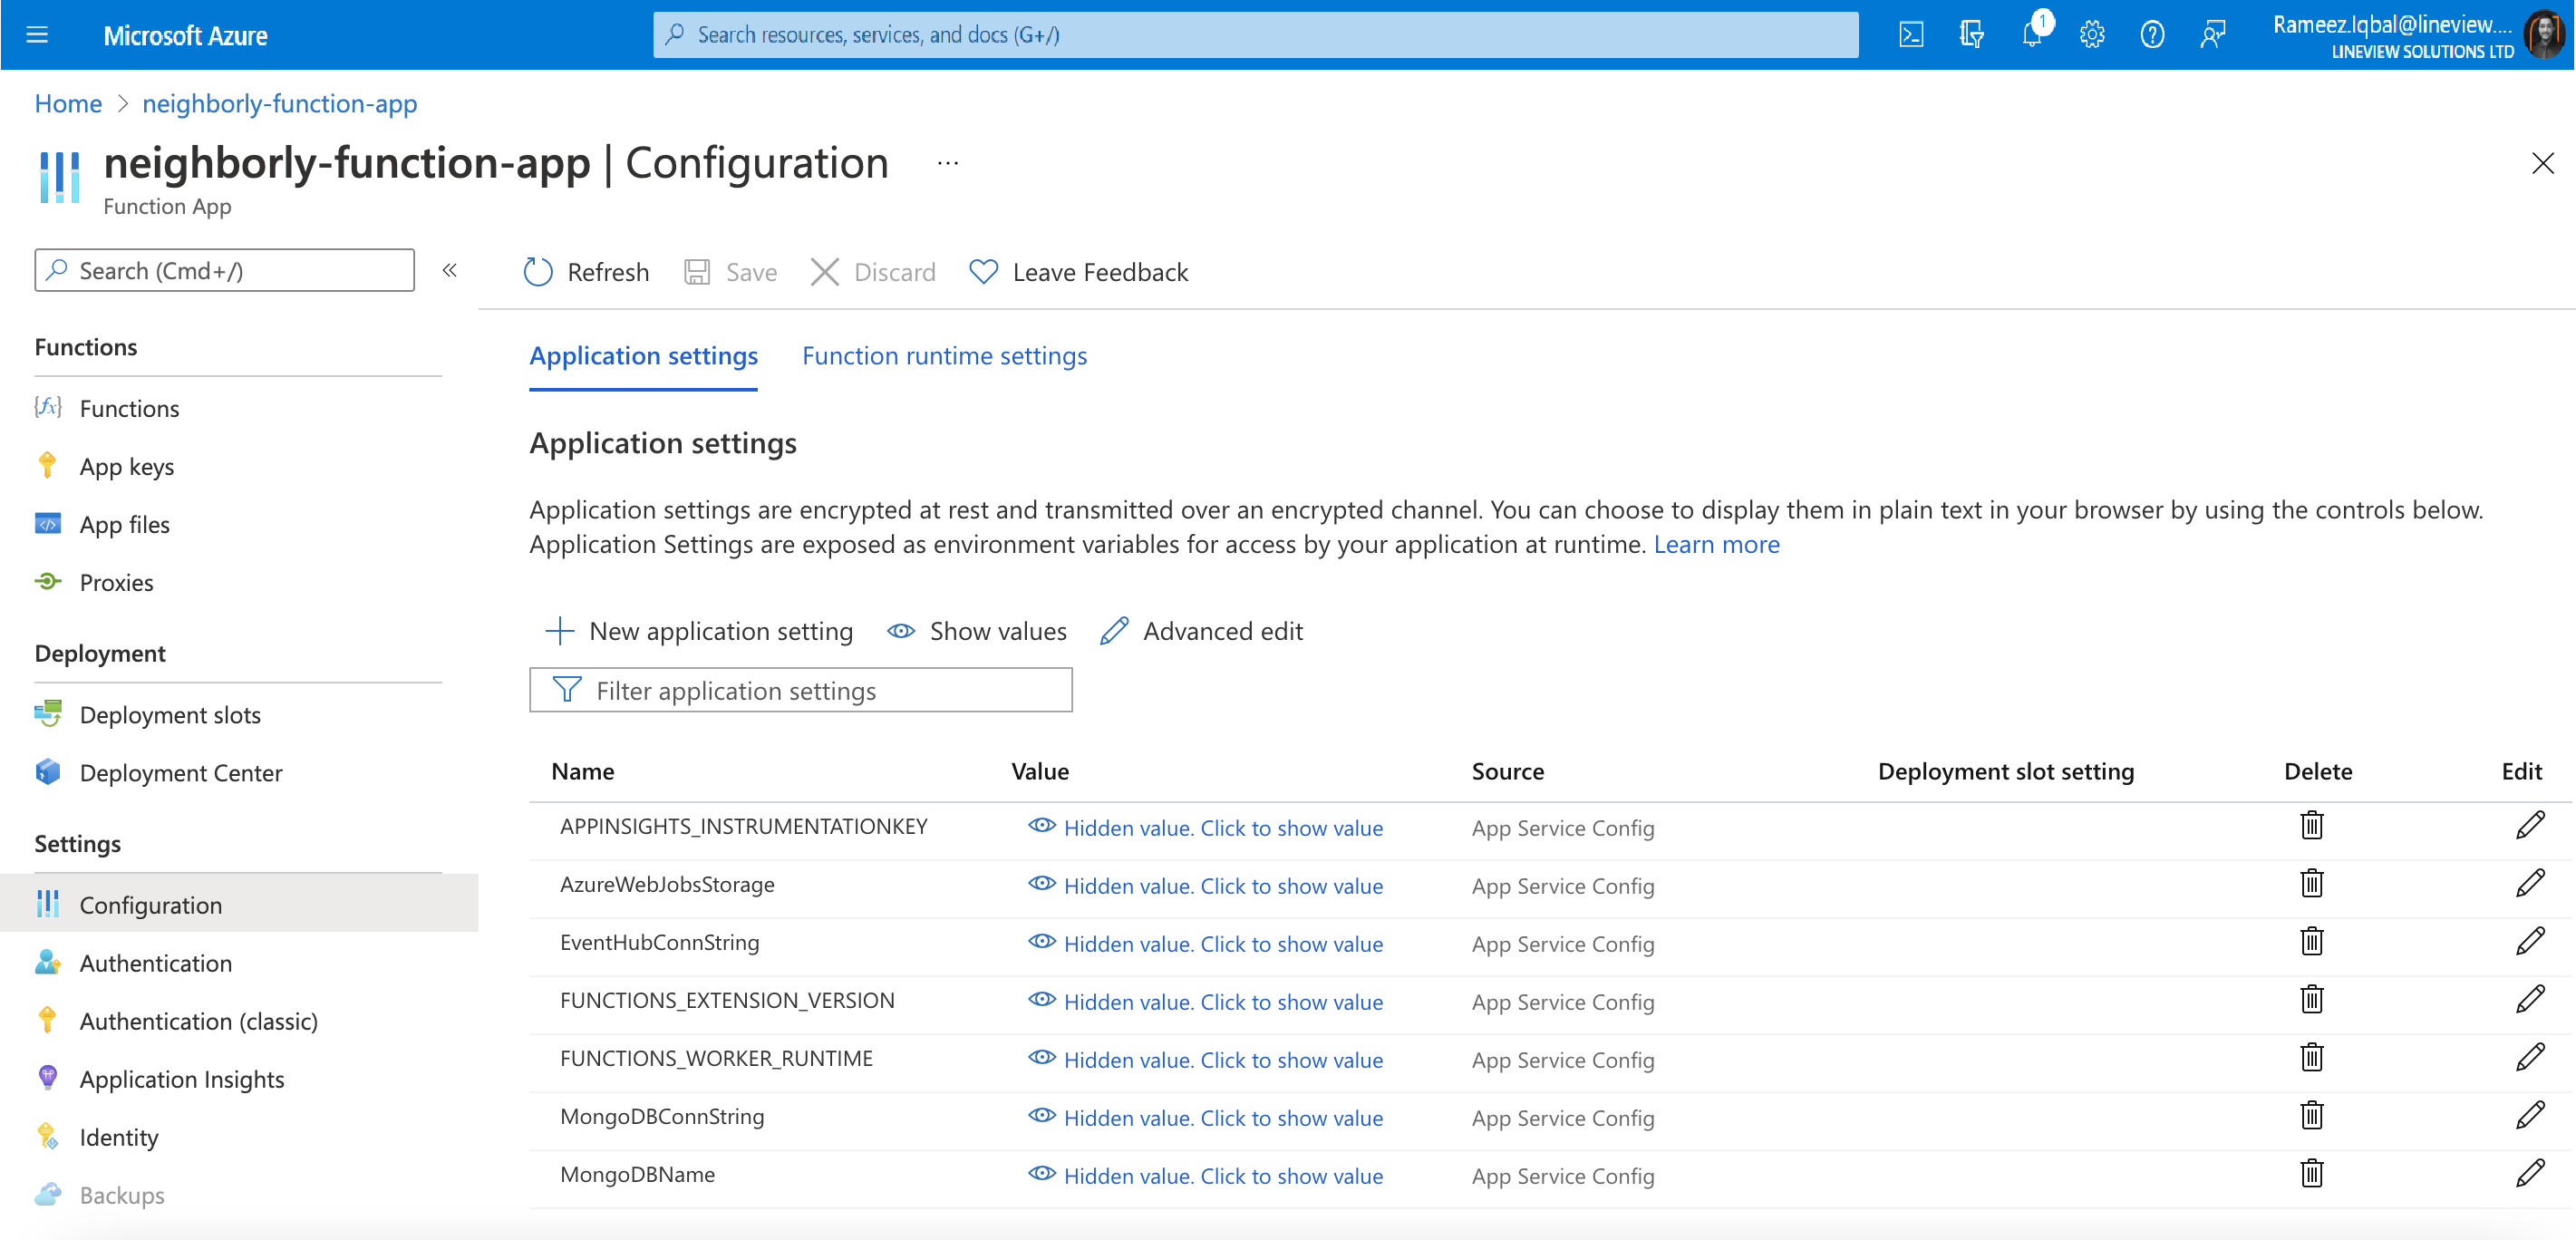 Microsoft Azure
Search resources, services, and docs (G+/)
1
Rameez.Iqbal@lineview....
LINEVIEW SOLUTIONS LTD
Home > neighborly-function-app
neighborly-function-app | Configuration ...
Function App
Search (Cmd+/) «
Refresh Save Discard Leave Feedback
Functions
Functions
App keys
App files
Proxies
Deployment
Deployment slots
Deployment Center
Settings
Configuration
Authentication
Authentication (classic)
Application Insights
Identity
Backups
Application settings Function runtime settings
Application settings
Application settings are encrypted at rest and transmitted over an encrypted channel. You can choose to display them in plain text in your browser by using the controls below.
Application Settings are exposed as environment variables for access by your application at runtime. Learn more
New application setting Show values Advanced edit
Filter application settings
Name Value Source Deployment slot setting Delete Edit
APPINSIGHTS_INSTRUMENTATIONKEY Hidden value. Click to show value App Service Config
AzureWebJobsStorage Hidden value. Click to show value App Service Config
EventHubConnString Hidden value. Click to show value App Service Config
FUNCTIONS_EXTENSION_VERSION Hidden value. Click to show value App Service Config
FUNCTIONS_WORKER_RUNTIME Hidden value. Click to show value App Service Config
MongoDBConnString Hidden value. Click to show value App Service Config
MongoDBName Hidden value. Click to show value App Service Config